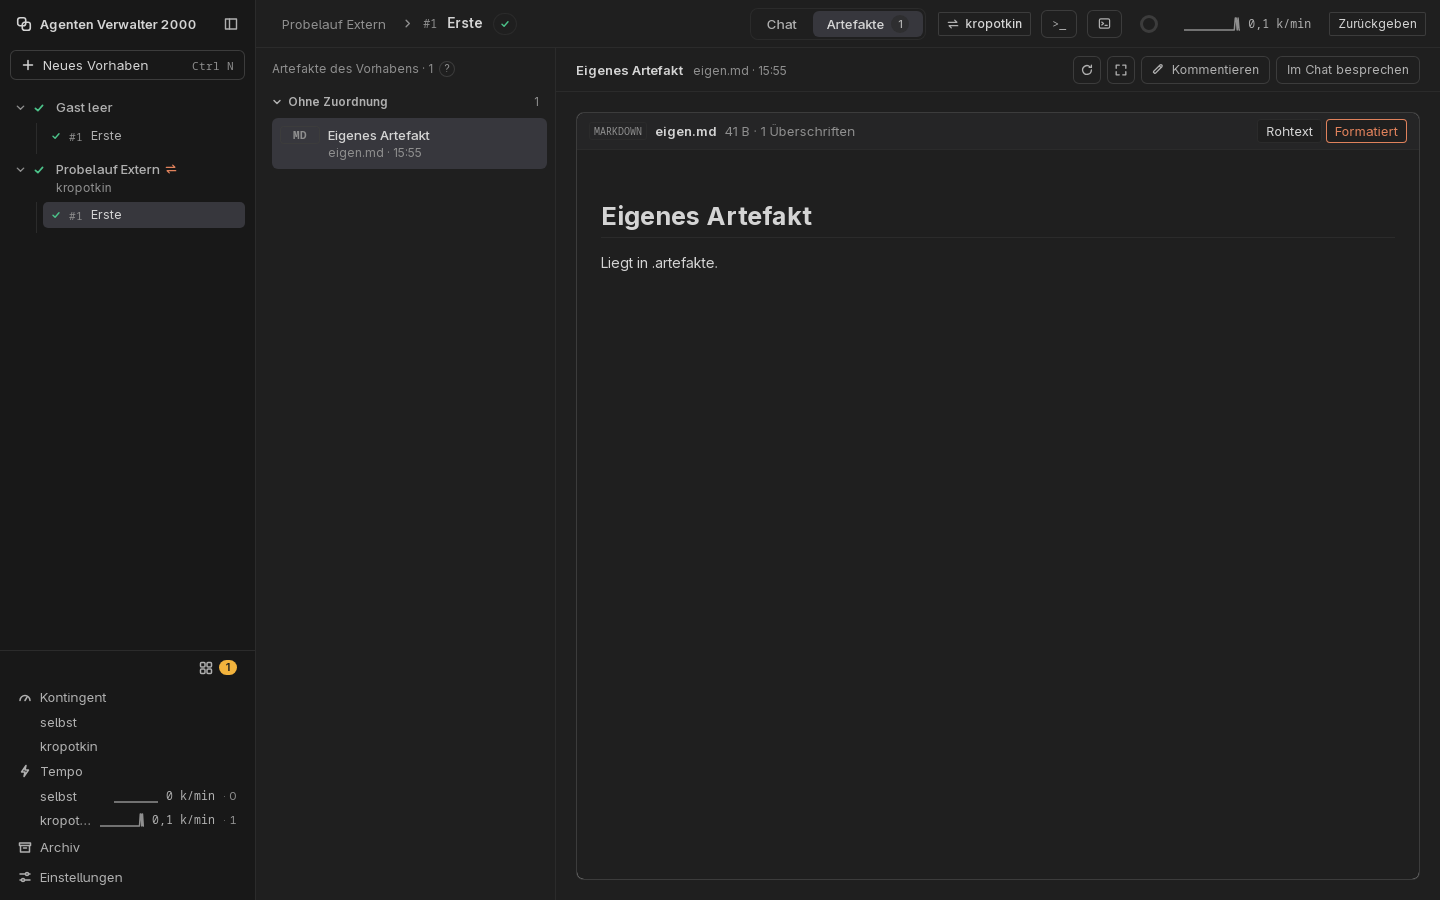 Agenten Verwalter 2000
Neues Vorhaben Ctrl N
Gast leer
#1 Erste
Probelauf Extern
kropotkin
#1 Erste
1
Kontingent
selbst
kropotkin
Tempo
selbst 0 k/min · 0
kropot… 0,1 k/min · 1
Archiv
Einstellungen
Probelauf Extern #1 Erste
Chat Artefakte 1 kropotkin >_ 0,1 k/min Zurückgeben
Artefakte des Vorhabens · 1 ?
Ohne Zuordnung 1
MD Eigenes Artefakt
eigen.md · 15:55
Eigenes Artefakt eigen.md · 15:55 Kommentieren Im Chat besprechen
MARKDOWN eigen.md 41 B · 1 Überschriften Rohtext Formatiert
Eigenes Artefakt
Liegt in .artefakte.